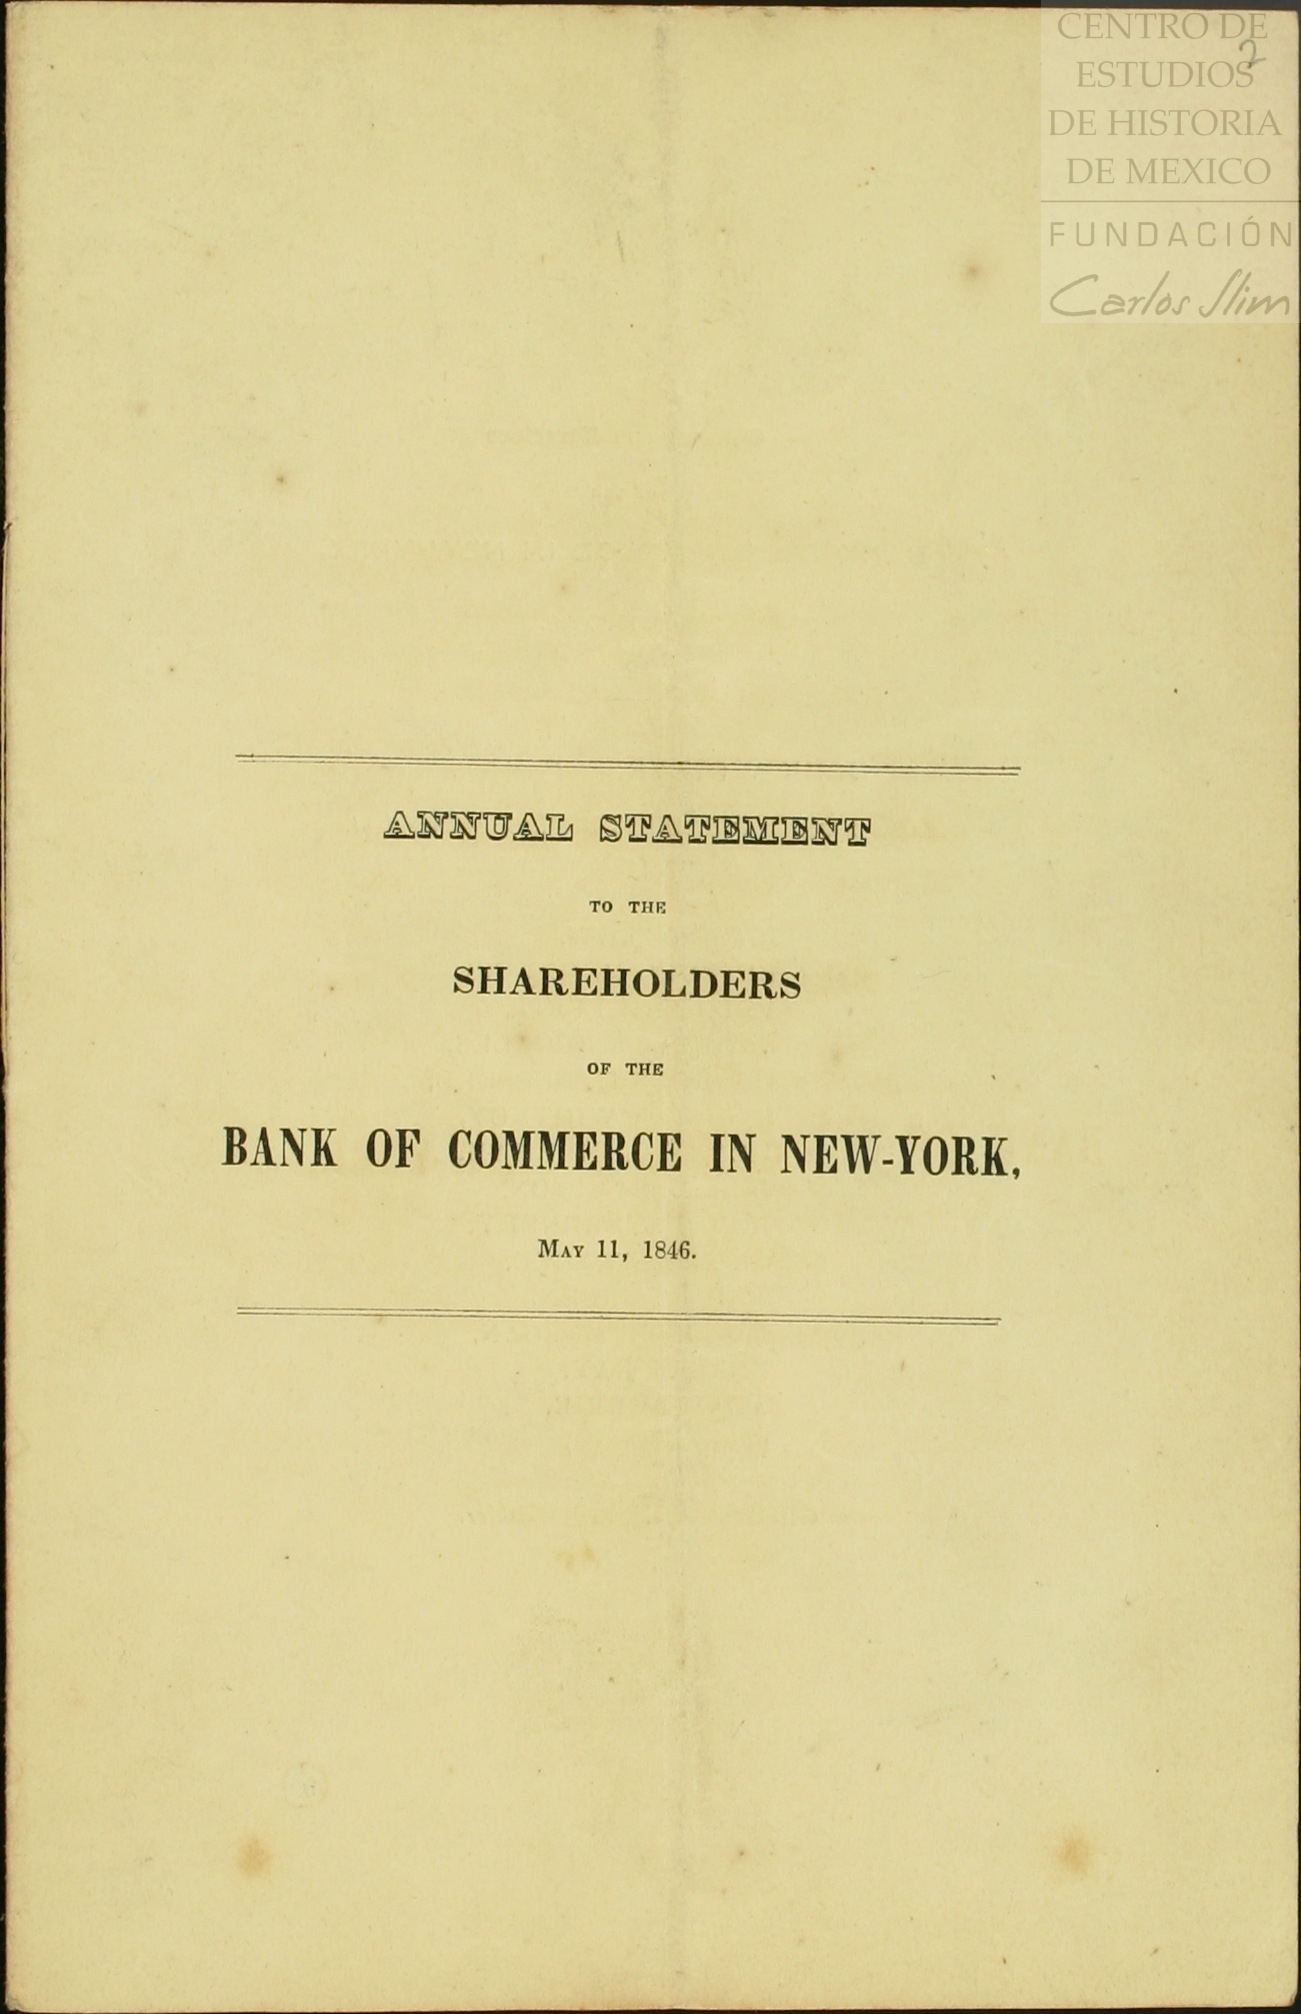 CENTRO DE
ESTUDIOS
DE HISTORIA
DE MEXICO
FUNDACIÓN
Carlos Slim
2
ANNUAL STATEMENT
TO THE
SHAREHOLDERS
OF THE
BANK OF COMMERCE IN NEW-YORK,
MAY 11, 1846.